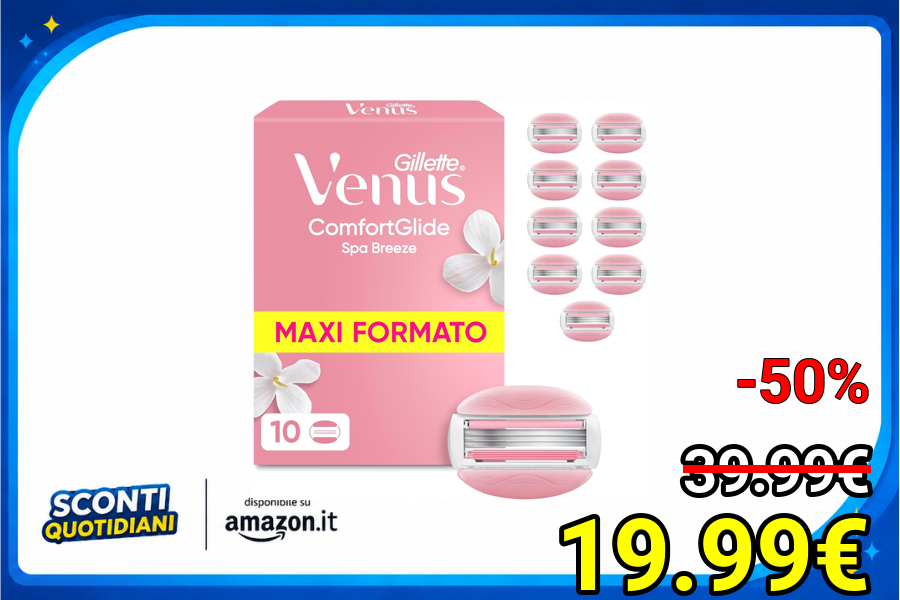 Gillette
Venus
Gillette
Venus
ComfortGlide
Spa Breeze
MAXI FORMATO
10
-50%
39.99€
19.99€
SCONTI
QUOTIDIANI
disponibile su
amazon.it